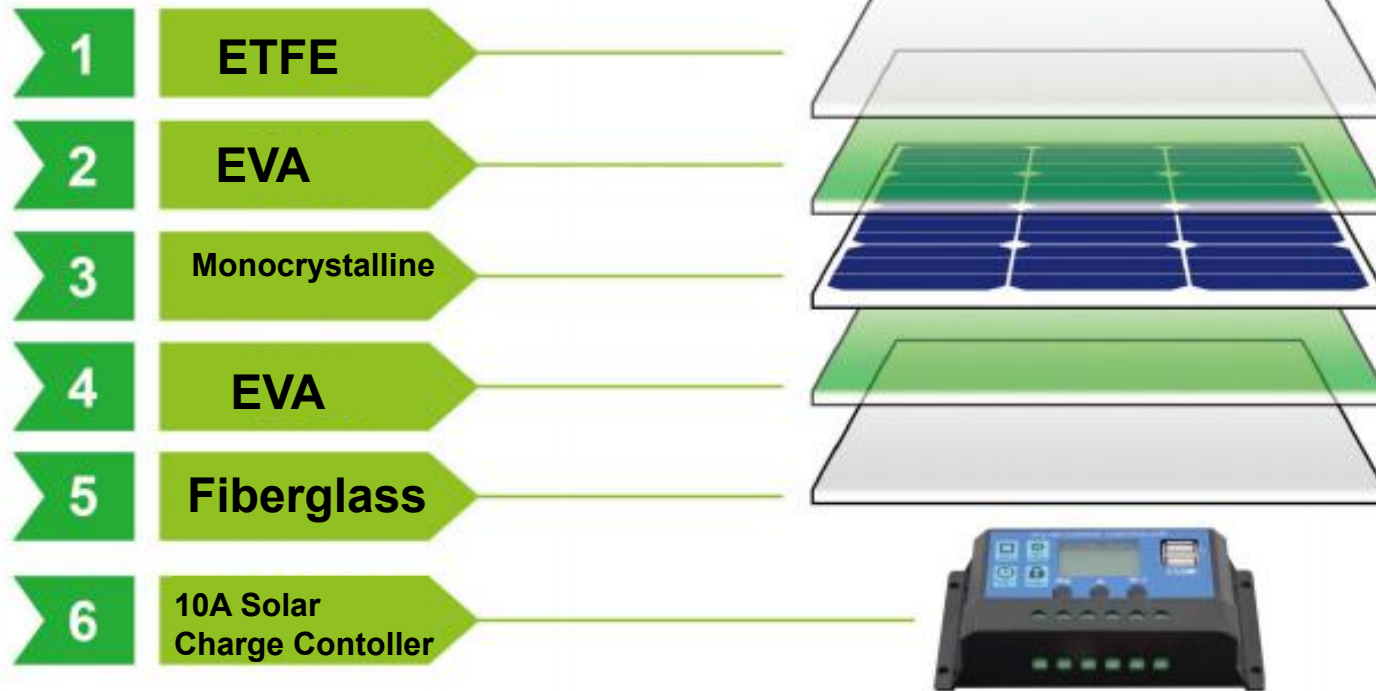 1
ETFE
2
EVA
3
Monocrystalline
4
EVA
5
Fiberglass
6
10A Solar
Charge Contoller